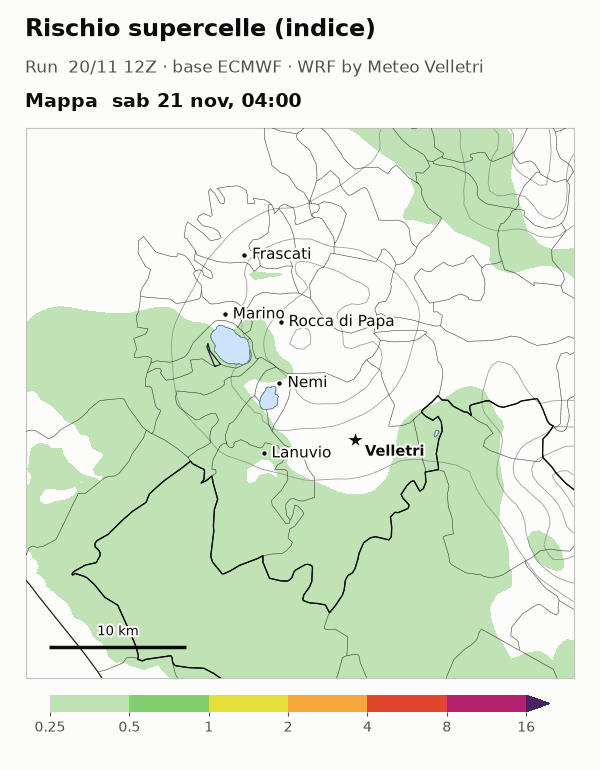 Rischio supercelle (indice)
Run  20/11 12Z · base ECMWF · WRF by Meteo Velletri
Mappa  sab 21 nov, 04:00
Frascati
Marino
Rocca di Papa
Nemi
Velletri
Lanuvio
10 km
0.25 0.5 1 2 4 8 16